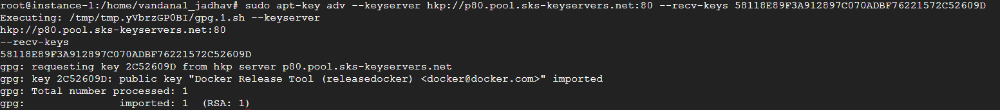 root@instance-1:/home/vandana1_jadhav# sudo apt-key adv --keyserver hkp://p80.pool.sks-keyservers.net:80 --recv-keys 58118E89F3A912897C070ADBF76221572C52609D
Executing: /tmp/tmp.yVbrzGP0BI/gpg.1.sh --keyserver
hkp://p80.pool.sks-keyservers.net:80
--recv-keys
58118E89F3A912897C070ADBF76221572C52609D
gpg: requesting key 2C52609D from hkp server p80.pool.sks-keyservers.net
gpg: key 2C52609D: public key "Docker Release Tool (releasedocker) <docker@docker.com>" imported
gpg: Total number processed: 1
gpg:               imported: 1  (RSA: 1)